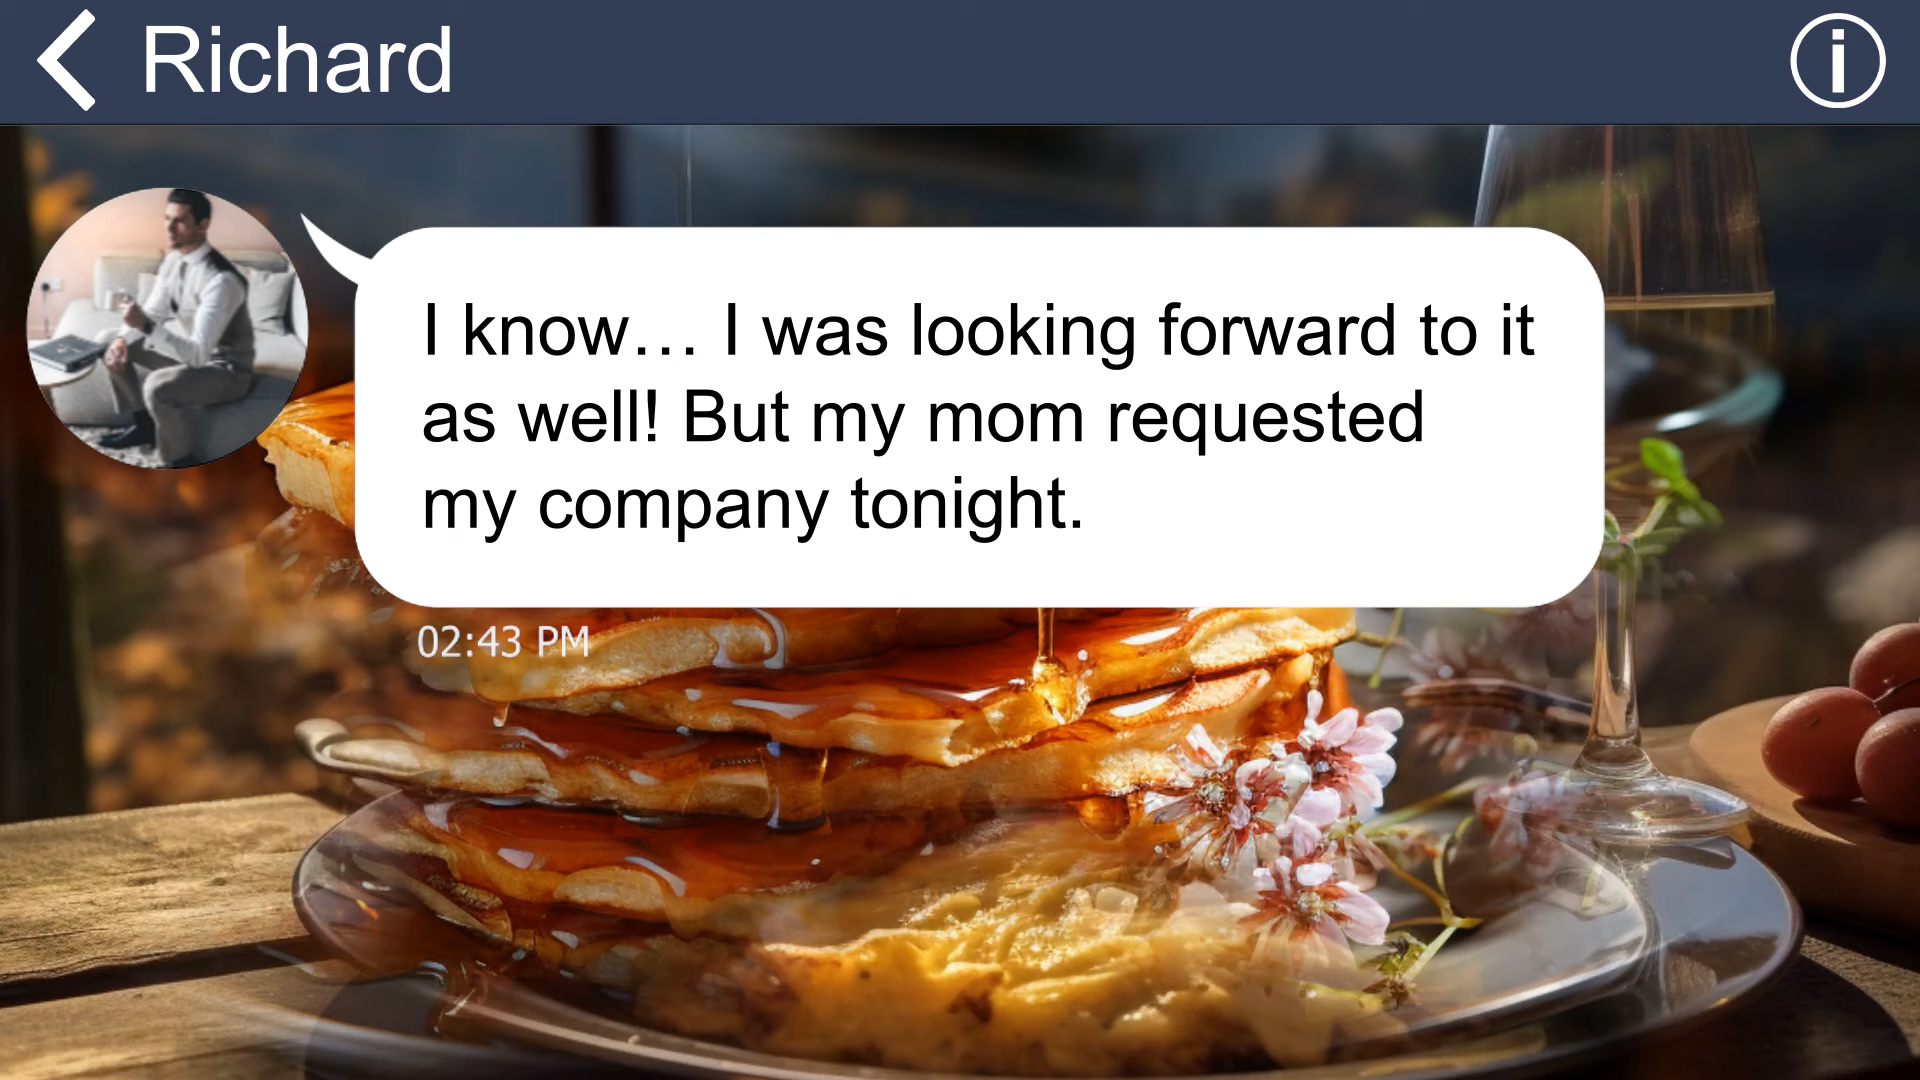 Richard
I know… I was looking forward to it
as well! But my mom requested
my company tonight.
02:43 PM